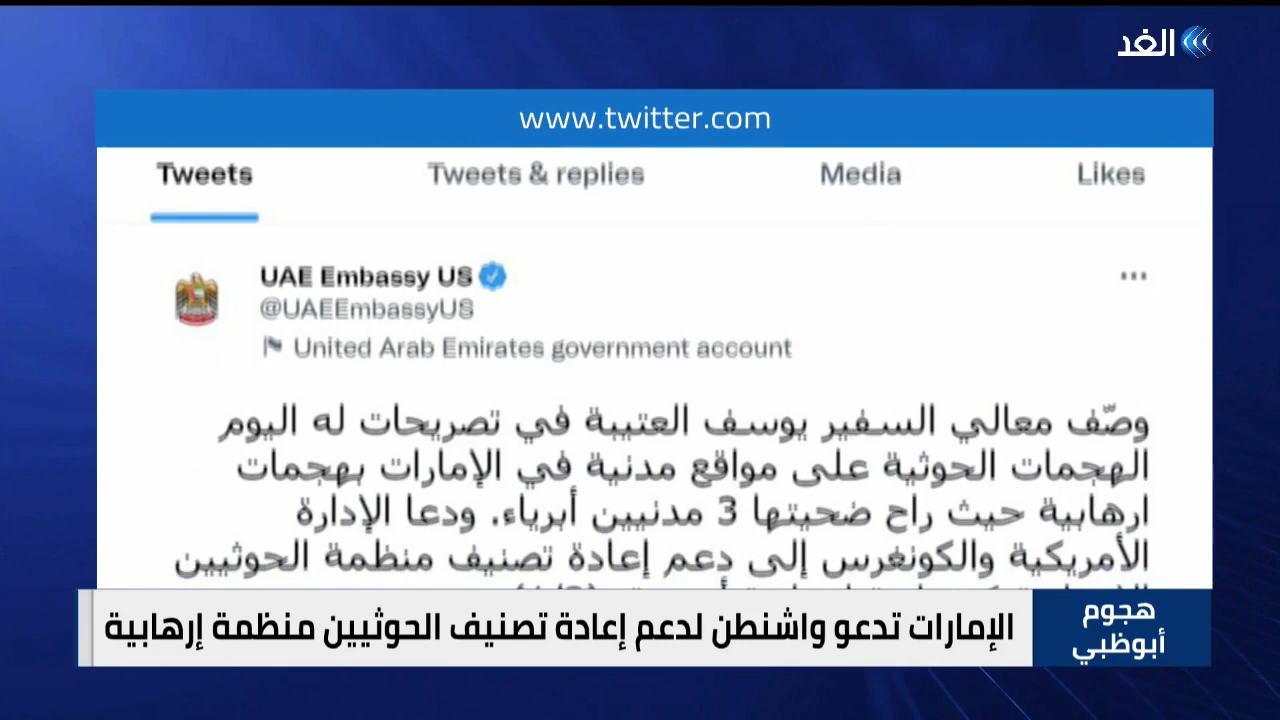 الغد
www.twitter.com
Tweets
Tweets & replies
Media
Likes
UAE Embassy US
@UAEEmbassyUS
United Arab Emirates government account
وصّف معالي السفير يوسف العتيبة في تصريحات له اليوم
الهجمات الحوثية على مواقع مدنية في الإمارات بهجمات
ارهابية حيث راح ضحيتها 3 مدنيين أبرياء. ودعا الإدارة
الأمريكية والكونغرس إلى دعم إعادة تصنيف منظمة الحوثيين
هجوم
أبوظبي
الإمارات تدعو واشنطن لدعم إعادة تصنيف الحوثيين منظمة إرهابية